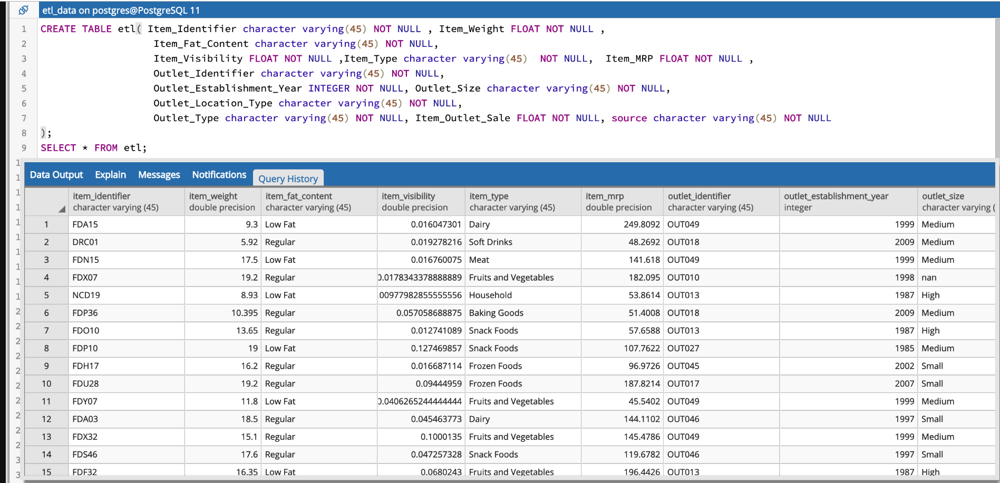 etl_data on postgres@PostgreSQL 11
1 CREATE TABLE etl( Item_Identifier character varying(45) NOT NULL , Item_Weight FLOAT NOT NULL ,
2 Item_Fat_Content character varying(45) NOT NULL,
3 Item_Visibility FLOAT NOT NULL ,Item_Type character varying(45) NOT NULL, Item_MRP FLOAT NOT NULL ,
4 Outlet_Identifier character varying(45) NOT NULL,
5 Outlet_Establishment_Year INTEGER NOT NULL, Outlet_Size character varying(45) NOT NULL,
6 Outlet_Location_Type character varying(45) NOT NULL,
7 Outlet_Type character varying(45) NOT NULL, Item_Outlet_Sale FLOAT NOT NULL, source character varying(45) NOT NULL
8 );
9 SELECT * FROM etl;
Data Output Explain Messages Notifications Query History
item_identifier item_weight item_fat_content item_visibility item_type item_mrp outlet_identifier outlet_establishment_year outlet_size
character varying (45) double precision character varying (45) double precision character varying (45) double precision character varying (45) integer character varying (
1 FDA15 9.3 Low Fat 0.016047301 Dairy 249.8092 OUT049 1999 Medium
2 DRC01 5.92 Regular 0.019278216 Soft Drinks 48.2692 OUT018 2009 Medium
3 FDN15 17.5 Low Fat 0.016760075 Meat 141.618 OUT049 1999 Medium
4 FDX07 19.2 Regular 0.0178343378888889 Fruits and Vegetables 182.095 OUT010 1998 nan
5 NCD19 8.93 Low Fat .00977982855555556 Household 53.8614 OUT013 1987 High
6 FDP36 10.395 Regular 0.057058688875 Baking Goods 51.4008 OUT018 2009 Medium
7 FDO10 13.65 Regular 0.012741089 Snack Foods 57.6588 OUT013 1987 High
8 FDP10 19 Low Fat 0.127469857 Snack Foods 107.7622 OUT027 1985 Medium
9 FDH17 16.2 Regular 0.016687114 Frozen Foods 96.9726 OUT045 2002 Small
10 FDU28 19.2 Regular 0.09444959 Frozen Foods 187.8214 OUT017 2007 Small
11 FDY07 11.8 Low Fat 0.0406265244444444 Fruits and Vegetables 45.5402 OUT049 1999 Medium
12 FDA03 18.5 Regular 0.045463773 Dairy 144.1102 OUT046 1997 Small
13 FDX32 15.1 Regular 0.1000135 Fruits and Vegetables 145.4786 OUT049 1999 Medium
14 FDS46 17.6 Regular 0.047257328 Snack Foods 119.6782 OUT046 1997 Small
15 FDF32 16.35 Low Fat 0.0680243 Fruits and Vegetables 196.4426 OUT013 1987 High